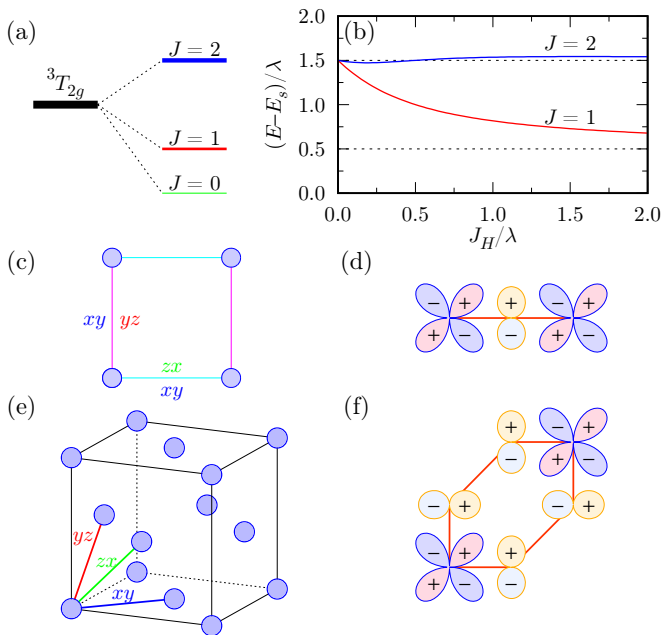 (a)
³T₂g
J = 2
J = 1
J = 0
(b)
(E–Eₛ)/λ
2.0
1.5
1.0
0.5
0.0
J = 2
J = 1
0.0 0.5 1.0 1.5 2.0
J_H/λ
(c)
xy yz
zx
xy
(d)
− + + − +
+ − − + −
(e)
yz
zx
xy
(f)
+ − +
− + −
− + − +
− + +
+ − −